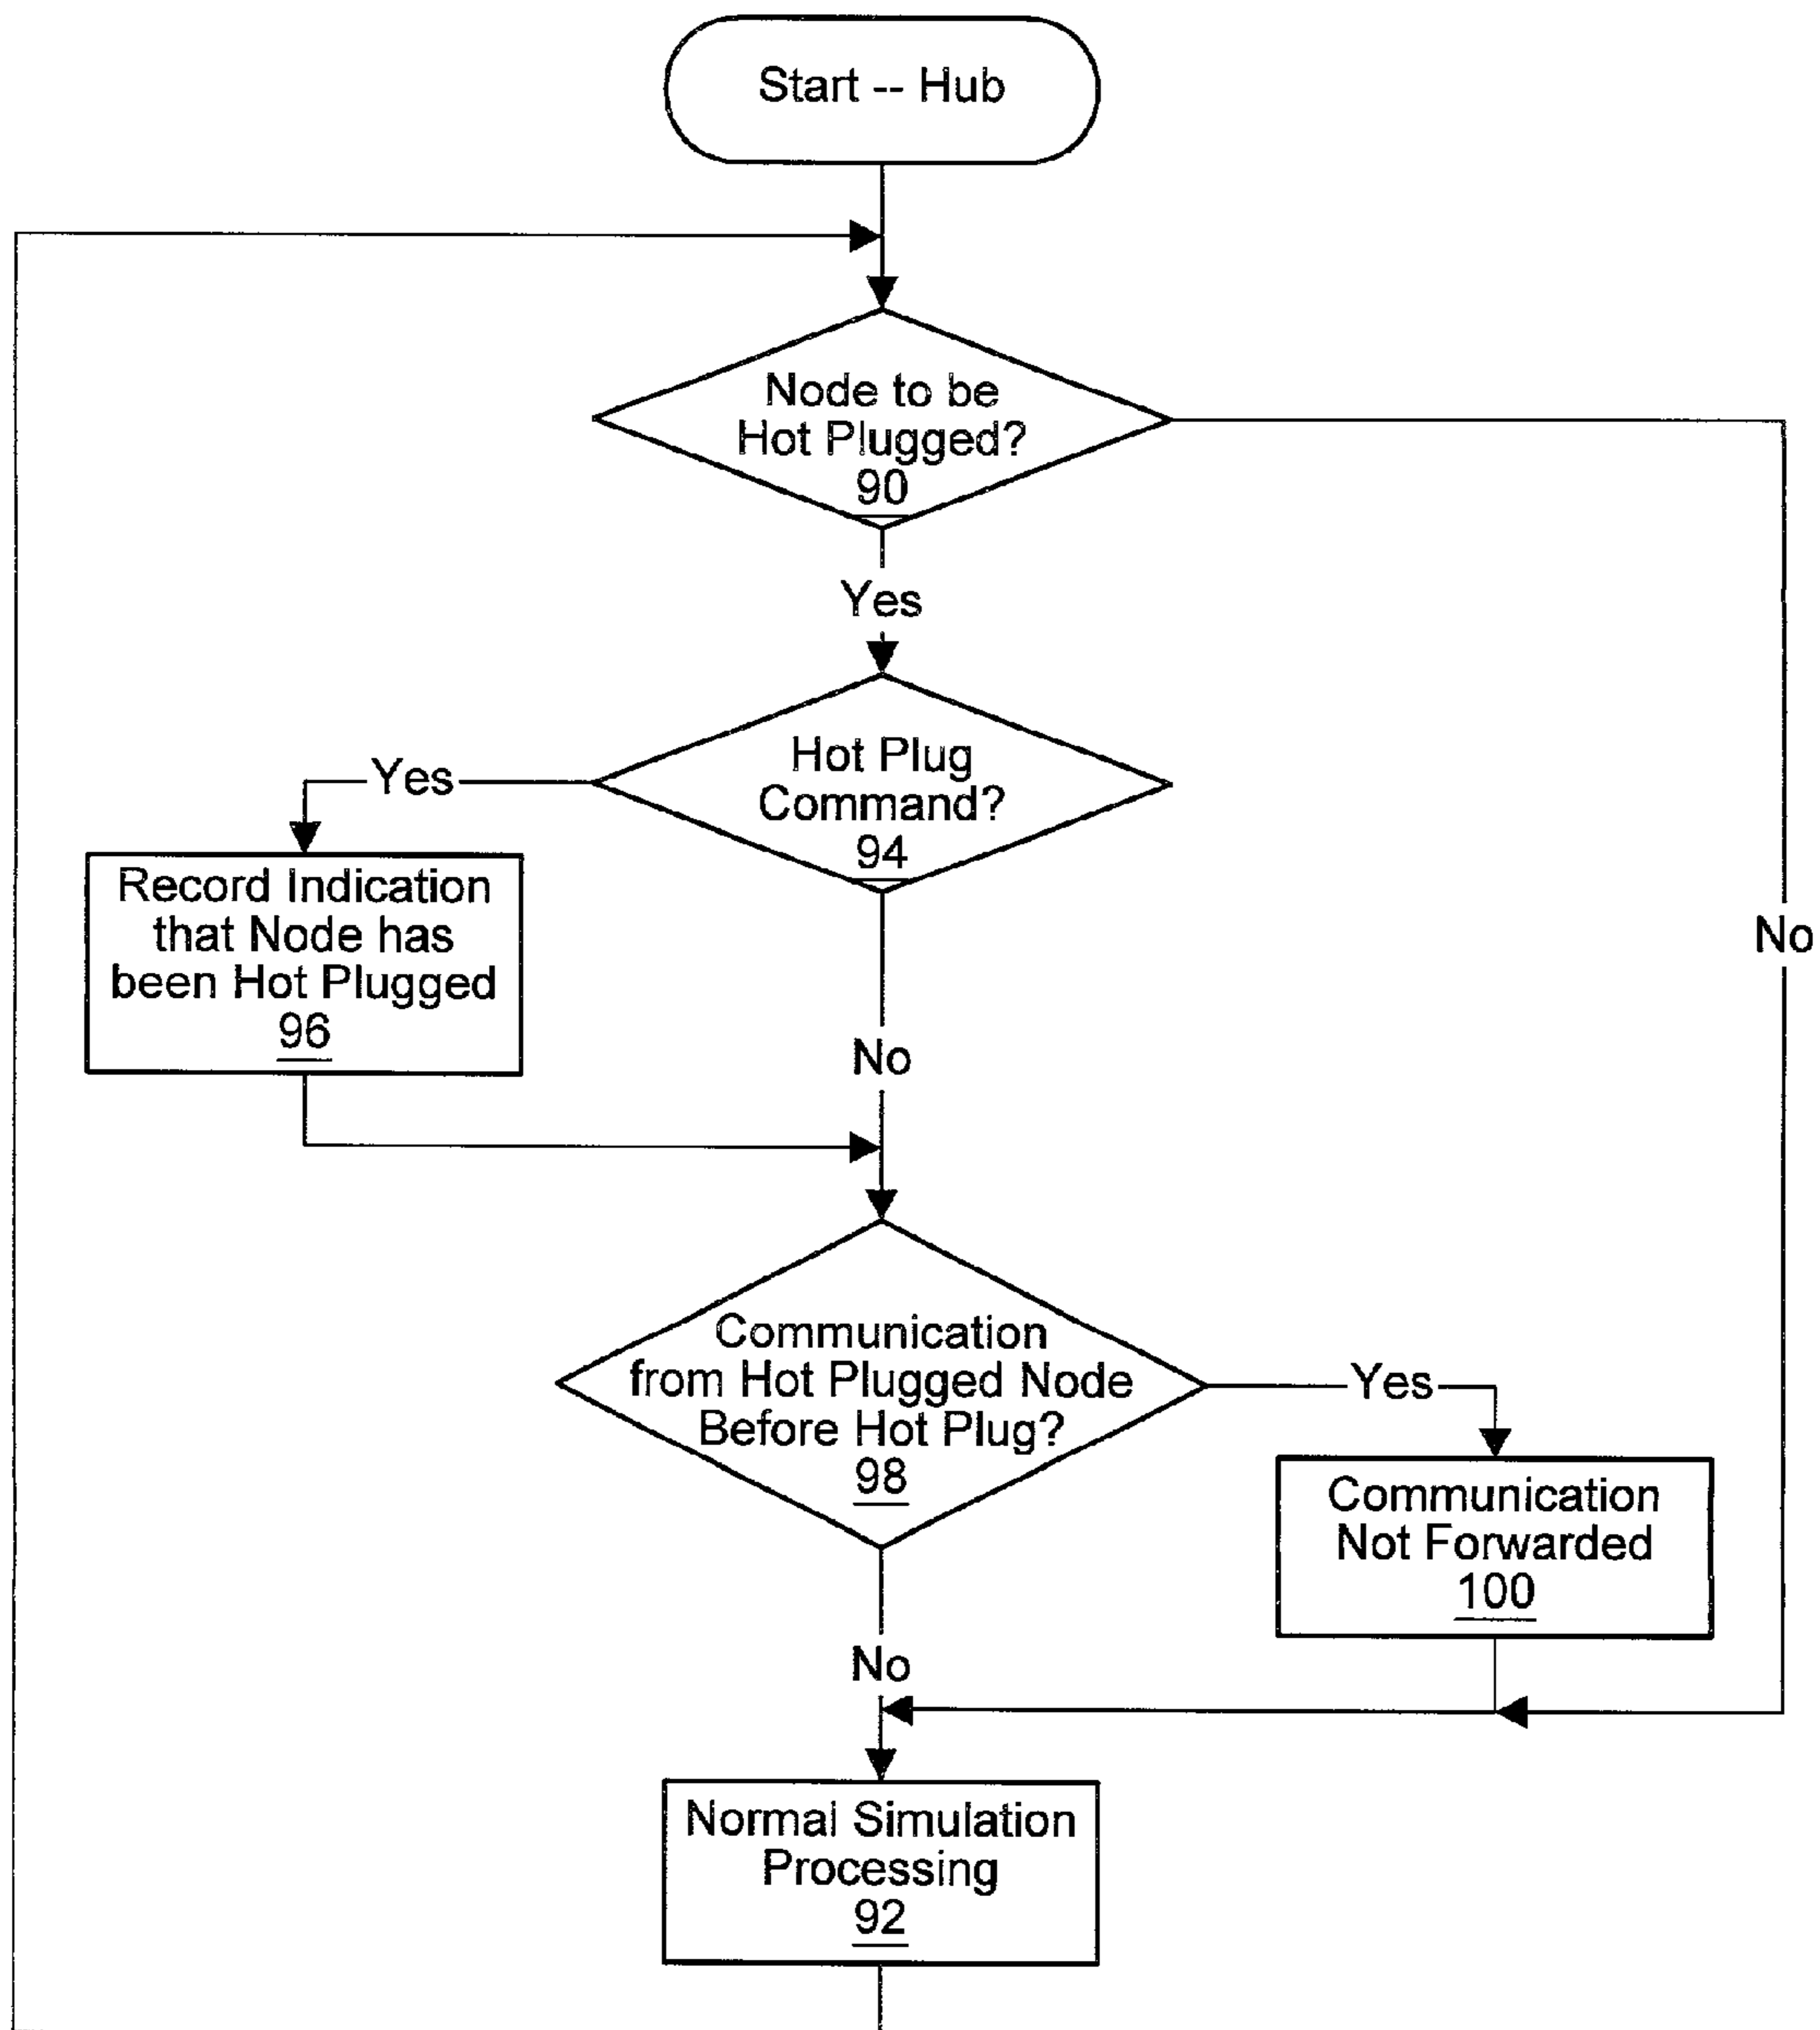 Start -- Hub
Node to be
Hot Plugged?
90
Yes
Hot Plug
Command?
94
Yes
Record Indication
that Node has
been Hot Plugged
96
No
No
Communication
from Hot Plugged Node
Before Hot Plug?
98
Yes
Communication
Not Forwarded
100
No
Normal Simulation
Processing
92